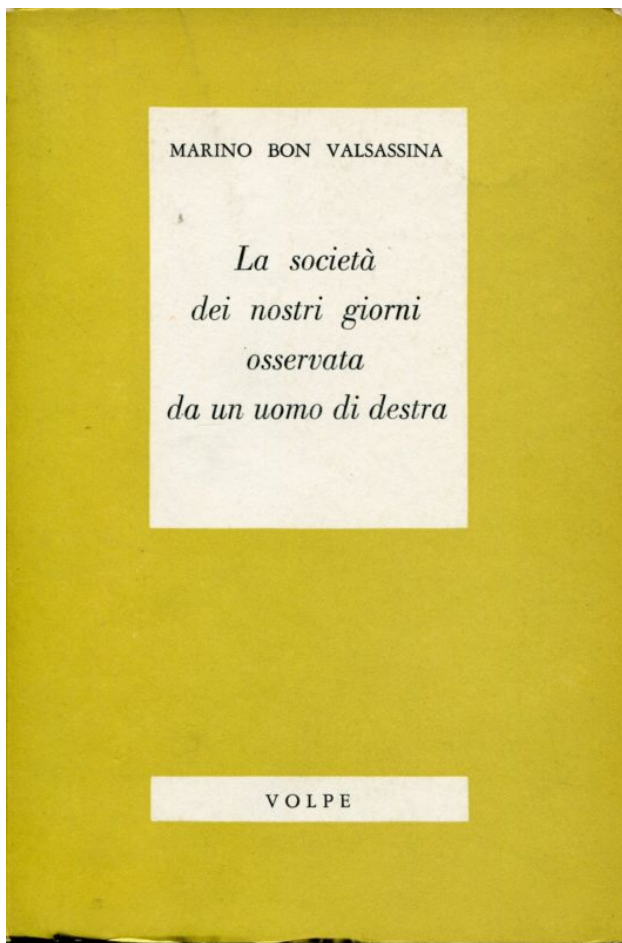 MARINO BON VALSASSINA
La società
dei nostri giorni
osservata
da un uomo di destra
VOLPE